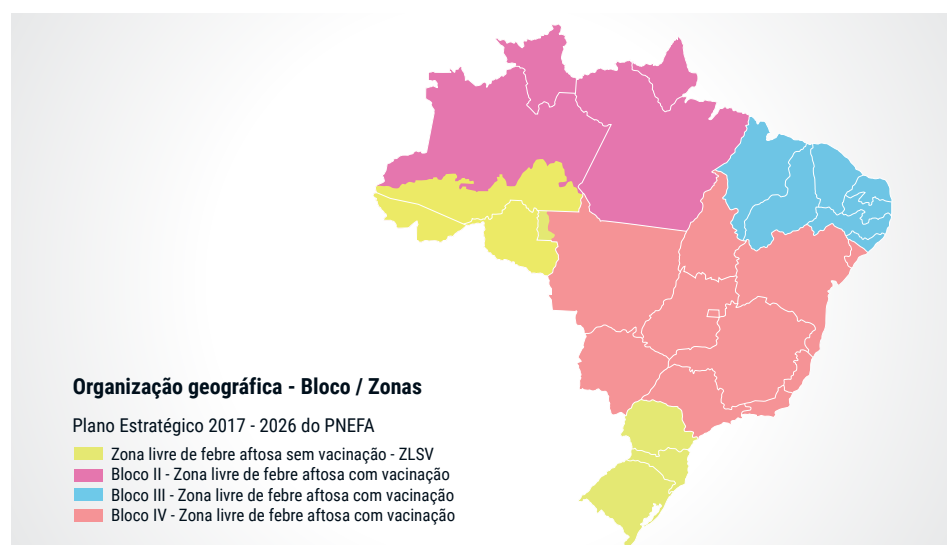 Organização geográfica - Bloco / Zonas
Plano Estratégico 2017 - 2026 do PNEFA
Zona livre de febre aftosa sem vacinação - ZLSV
Bloco II - Zona livre de febre aftosa com vacinação
Bloco III - Zona livre de febre aftosa com vacinação
Bloco IV - Zona livre de febre aftosa com vacinação